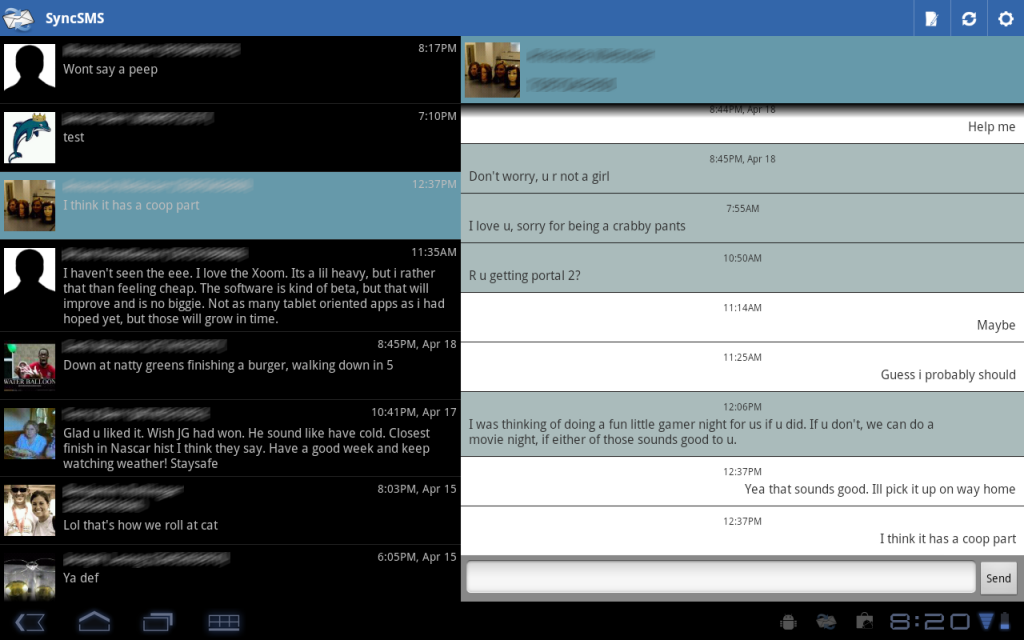 SyncSMS
8:17PM
Wont say a peep
7:10PM
test
12:37PM
I think it has a coop part
11:35AM
I haven't seen the eee. I love the Xoom. Its a lil heavy, but i rather
that than feeling cheap. The software is kind of beta, but that will
improve and is no biggie. Not as many tablet oriented apps as i had
hoped yet, but those will grow in time.
WATER BALLOON
8:45PM, Apr 18
Down at natty greens finishing a burger, walking down in 5
10:41PM, Apr 17
Glad u liked it. Wish JG had won. He sound like have cold. Closest
finish in Nascar hist I think they say. Have a good week and keep
watching weather! Staysafe
8:03PM, Apr 15
Lol that's how we roll at cat
6:05PM, Apr 15
Ya def
8:44PM, Apr 18
Help me
8:45PM, Apr 18
Don't worry, u r not a girl
7:55AM
I love u, sorry for being a crabby pants
10:50AM
R u getting portal 2?
11:14AM
Maybe
11:25AM
Guess i probably should
12:06PM
I was thinking of doing a fun little gamer night for us if u did. If u don't, we can do a
movie night, if either of those sounds good to u.
12:37PM
Yea that sounds good. Ill pick it up on way home
12:37PM
I think it has a coop part
Send
8:20